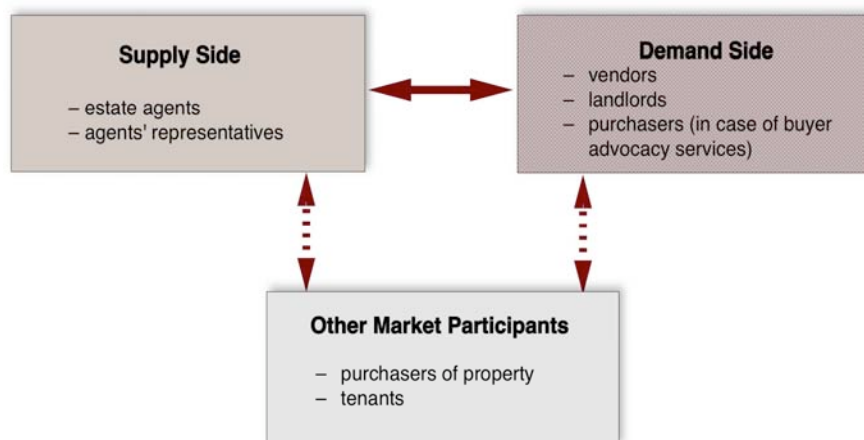 Supply Side
– estate agents
– agents' representatives
Demand Side
– vendors
– landlords
– purchasers (in case of buyer
advocacy services)
Other Market Participants
– purchasers of property
– tenants